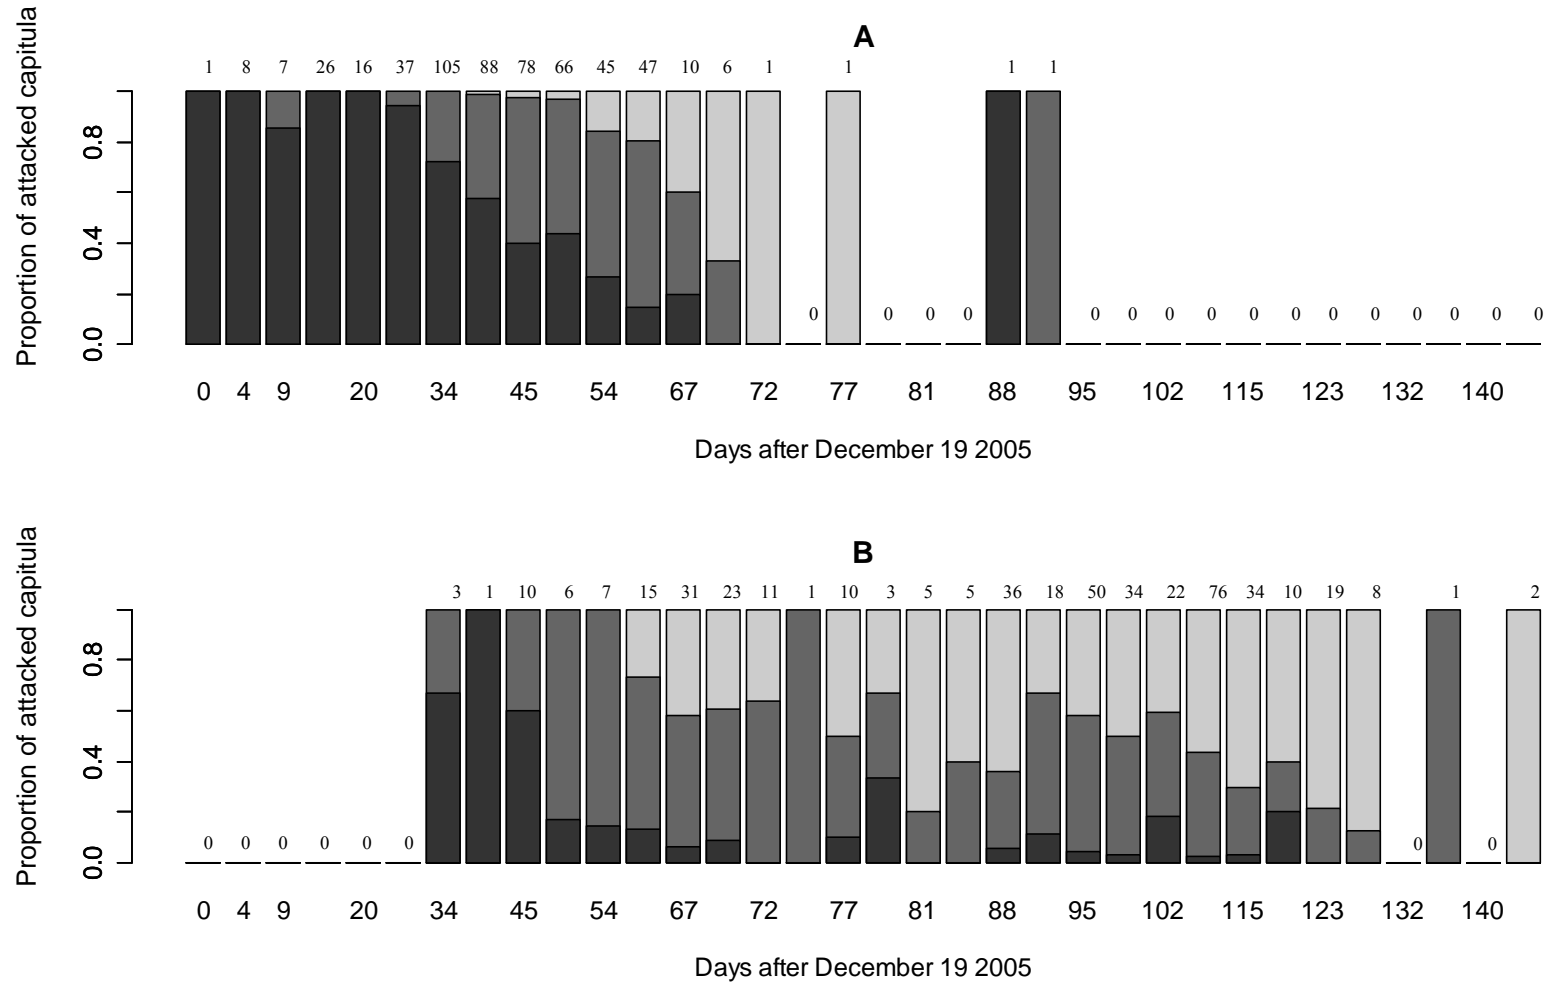 A
1 8 7 26 16 37 105 88 78 66 45 47 10 6 1 1 1 1
Proportion of attacked capitula
0.8
0.4
0.0
0 0 0 0 0 0 0 0 0 0 0 0 0 0 0 0
0 4 9 20 34 45 54 67 72 77 81 88 95 102 115 123 132 140
Days after December 19 2005
B
3 1 10 6 7 15 31 23 11 1 10 3 5 5 36 18 50 34 22 76 34 10 19 8 1 2
Proportion of attacked capitula
0.8
0.4
0.0
0 0 0 0 0 0 0 0
0 4 9 20 34 45 54 67 72 77 81 88 95 102 115 123 132 140
Days after December 19 2005